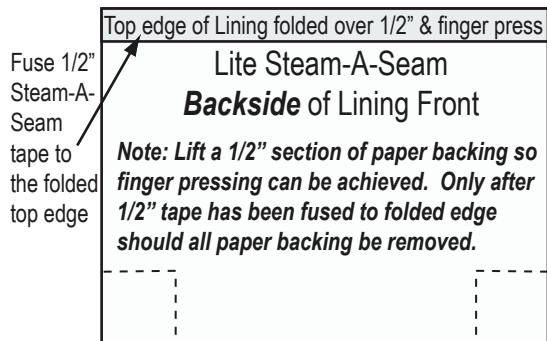 Top edge of Lining folded over 1/2” & finger press
Fuse 1/2”
Steam-A-
Seam
tape to
the folded
top edge
Lite Steam-A-Seam
Backside of Lining Front
Note: Lift a 1/2” section of paper backing so
finger pressing can be achieved.  Only after
1/2” tape has been fused to folded edge
should all paper backing be removed.